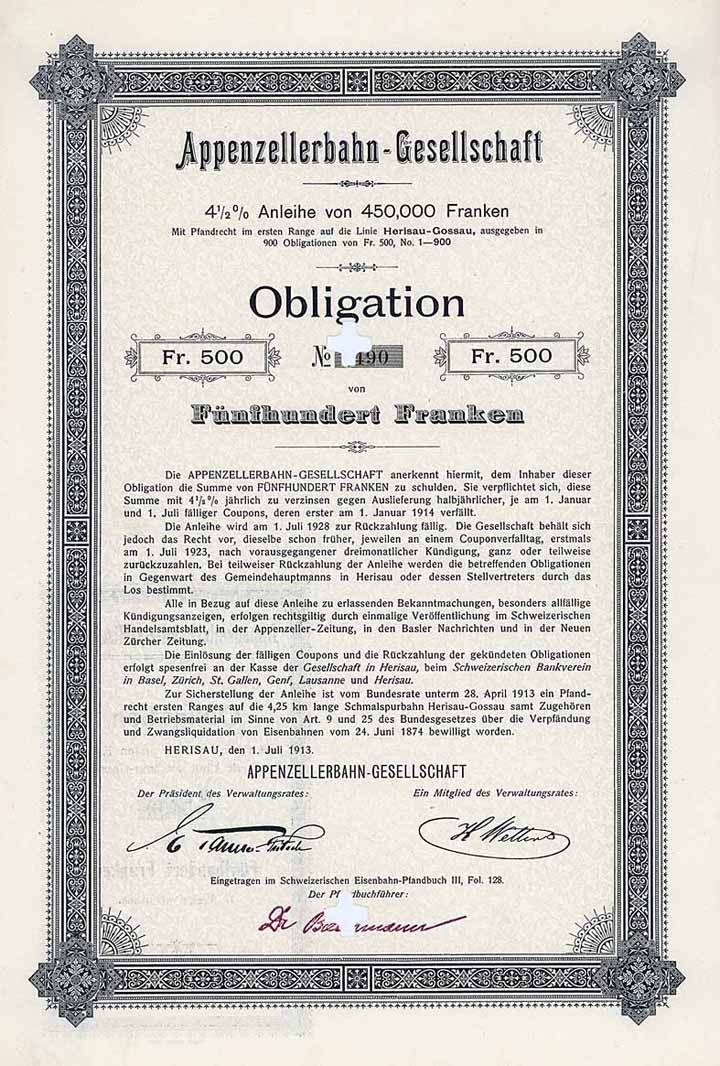 Appenzellerbahn-Gesellschaft
4½% Anleihe von 450,000 Franken
Mit Pfandrecht im ersten Range auf die Linie Herisau-Gossau, ausgegeben in
900 Obligationen von Fr. 500, No. 1—900
Obligation
Fr. 500
№ 490
Fr. 500
von
Fünfhundert Franken
Die APPENZELLERBAHN-GESELLSCHAFT anerkennt hiermit, dem Inhaber dieser
Obligation die Summe von FÜNFHUNDERT FRANKEN zu schulden. Sie verpflichtet sich, diese
Summe mit 4½% jährlich zu verzinsen gegen Auslieferung halbjährlicher, je am 1. Januar
und 1. Juli fälliger Coupons, deren erster am 1. Januar 1914 verfällt.
Die Anleihe wird am 1. Juli 1928 zur Rückzahlung fällig. Die Gesellschaft behält sich
jedoch das Recht vor, dieselbe schon früher, jeweilen an einem Couponverfalltag, erstmals
am 1. Juli 1923, nach vorausgegangener dreimonatlicher Kündigung, ganz oder teilweise
zurückzuzahlen. Bei teilweiser Rückzahlung der Anleihe werden die betreffenden Obligationen
in Gegenwart des Gemeindehauptmanns in Herisau oder dessen Stellvertreters durch das
Los bestimmt.
Alle in Bezug auf diese Anleihe zu erlassenden Bekanntmachungen, besonders allfällige
Kündigungsanzeigen, erfolgen rechtsgiltig durch einmalige Veröffentlichung im Schweizerischen
Handelsamtsblatt, in der Appenzeller-Zeitung, in den Basler Nachrichten und in der Neuen
Zürcher Zeitung.
Die Einlösung der fälligen Coupons und die Rückzahlung der gekündeten Obligationen
erfolgt spesenfrei an der Kasse der Gesellschaft in Herisau, beim Schweizerischen Bankverein
in Basel, Zürich, St. Gallen, Genf, Lausanne und Herisau.
Zur Sicherstellung der Anleihe ist vom Bundesrate unterm 28. April 1913 ein Pfand-
recht ersten Ranges auf die 4,25 km lange Schmalspurbahn Herisau-Gossau samt Zugehören
und Betriebsmaterial im Sinne von Art. 9 und 25 des Bundesgesetzes über die Verpfändung
und Zwangsliquidation von Eisenbahnen vom 24. Juni 1874 bewilligt worden.
HERISAU, den 1. Juli 1913.
APPENZELLERBAHN-GESELLSCHAFT
Der Präsident des Verwaltungsrates:
Ein Mitglied des Verwaltungsrates:
Eingetragen im Schweizerischen Eisenbahn-Pfandbuch III, Fol. 128.
Der Pf dbuchführer:
Dr